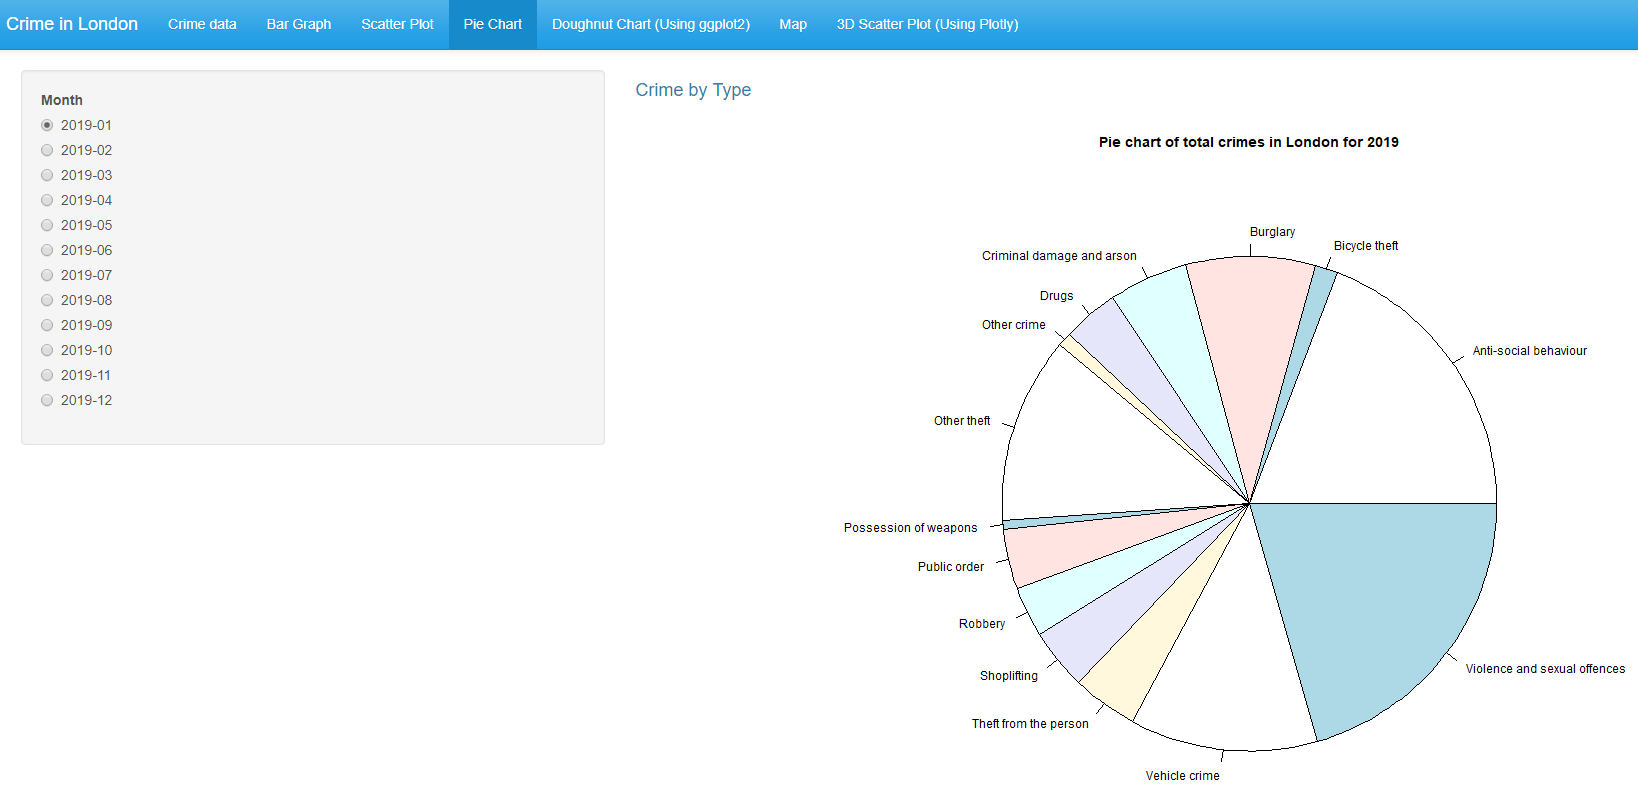 Crime in London Crime data Bar Graph Scatter Plot Pie Chart Doughnut Chart (Using ggplot2) Map 3D Scatter Plot (Using Plotly)
Month
2019-01
2019-02
2019-03
2019-04
2019-05
2019-06
2019-07
2019-08
2019-09
2019-10
2019-11
2019-12
Crime by Type
Pie chart of total crimes in London for 2019
Burglary
Bicycle theft
Criminal damage and arson
Drugs
Other crime
Anti-social behaviour
Other theft
Possession of weapons
Public order
Robbery
Shoplifting
Violence and sexual offences
Theft from the person
Vehicle crime